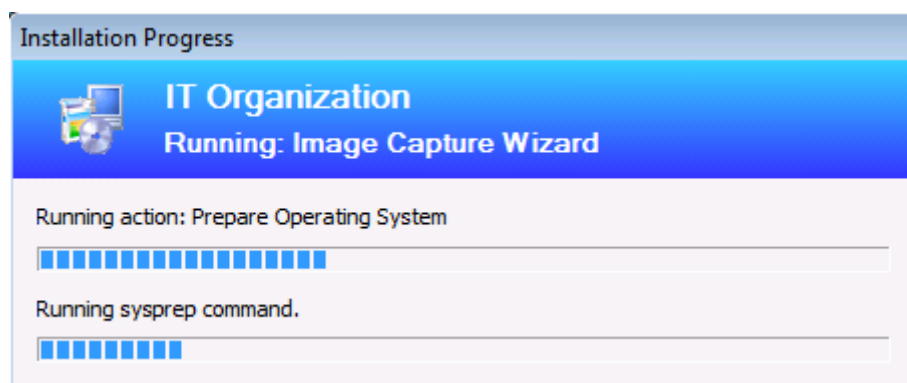 Installation Progress
IT Organization
Running: Image Capture Wizard
Running action: Prepare Operating System
Running sysprep command.